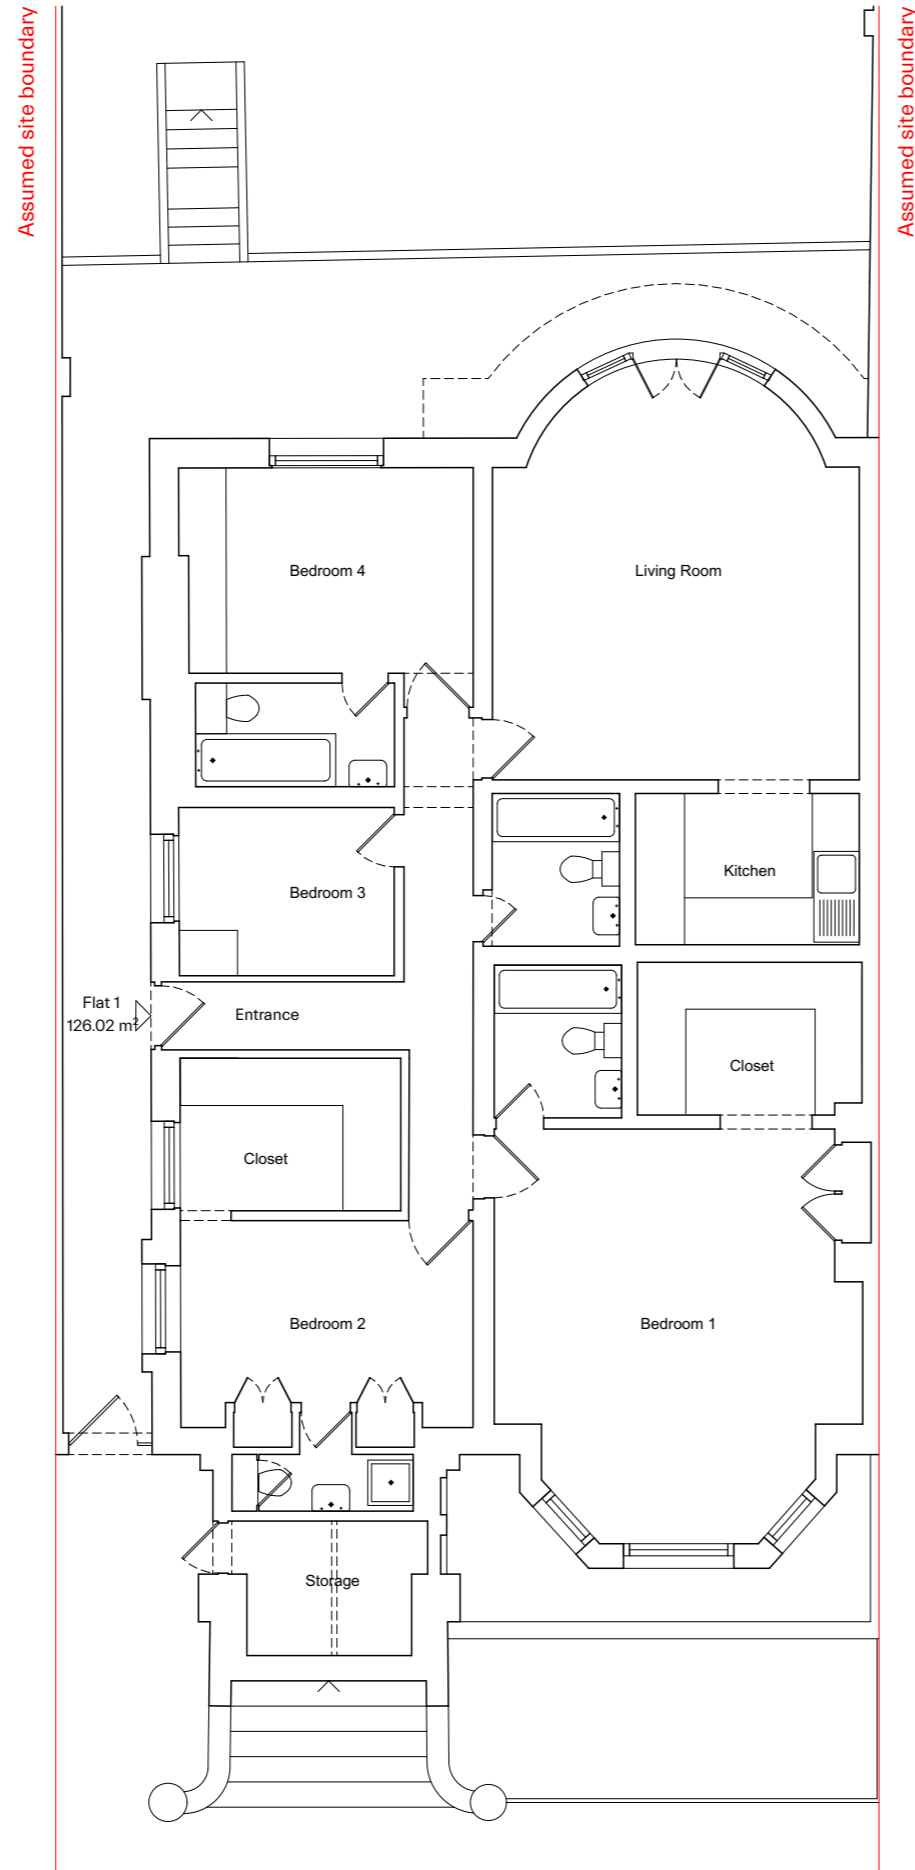 Assumed site boundary
Assumed site boundary
Bedroom 4
Living Room
Kitchen
Bedroom 3
Flat 1
126.02 m²
Entrance
Closet
Closet
Bedroom 2
Bedroom 1
Storage